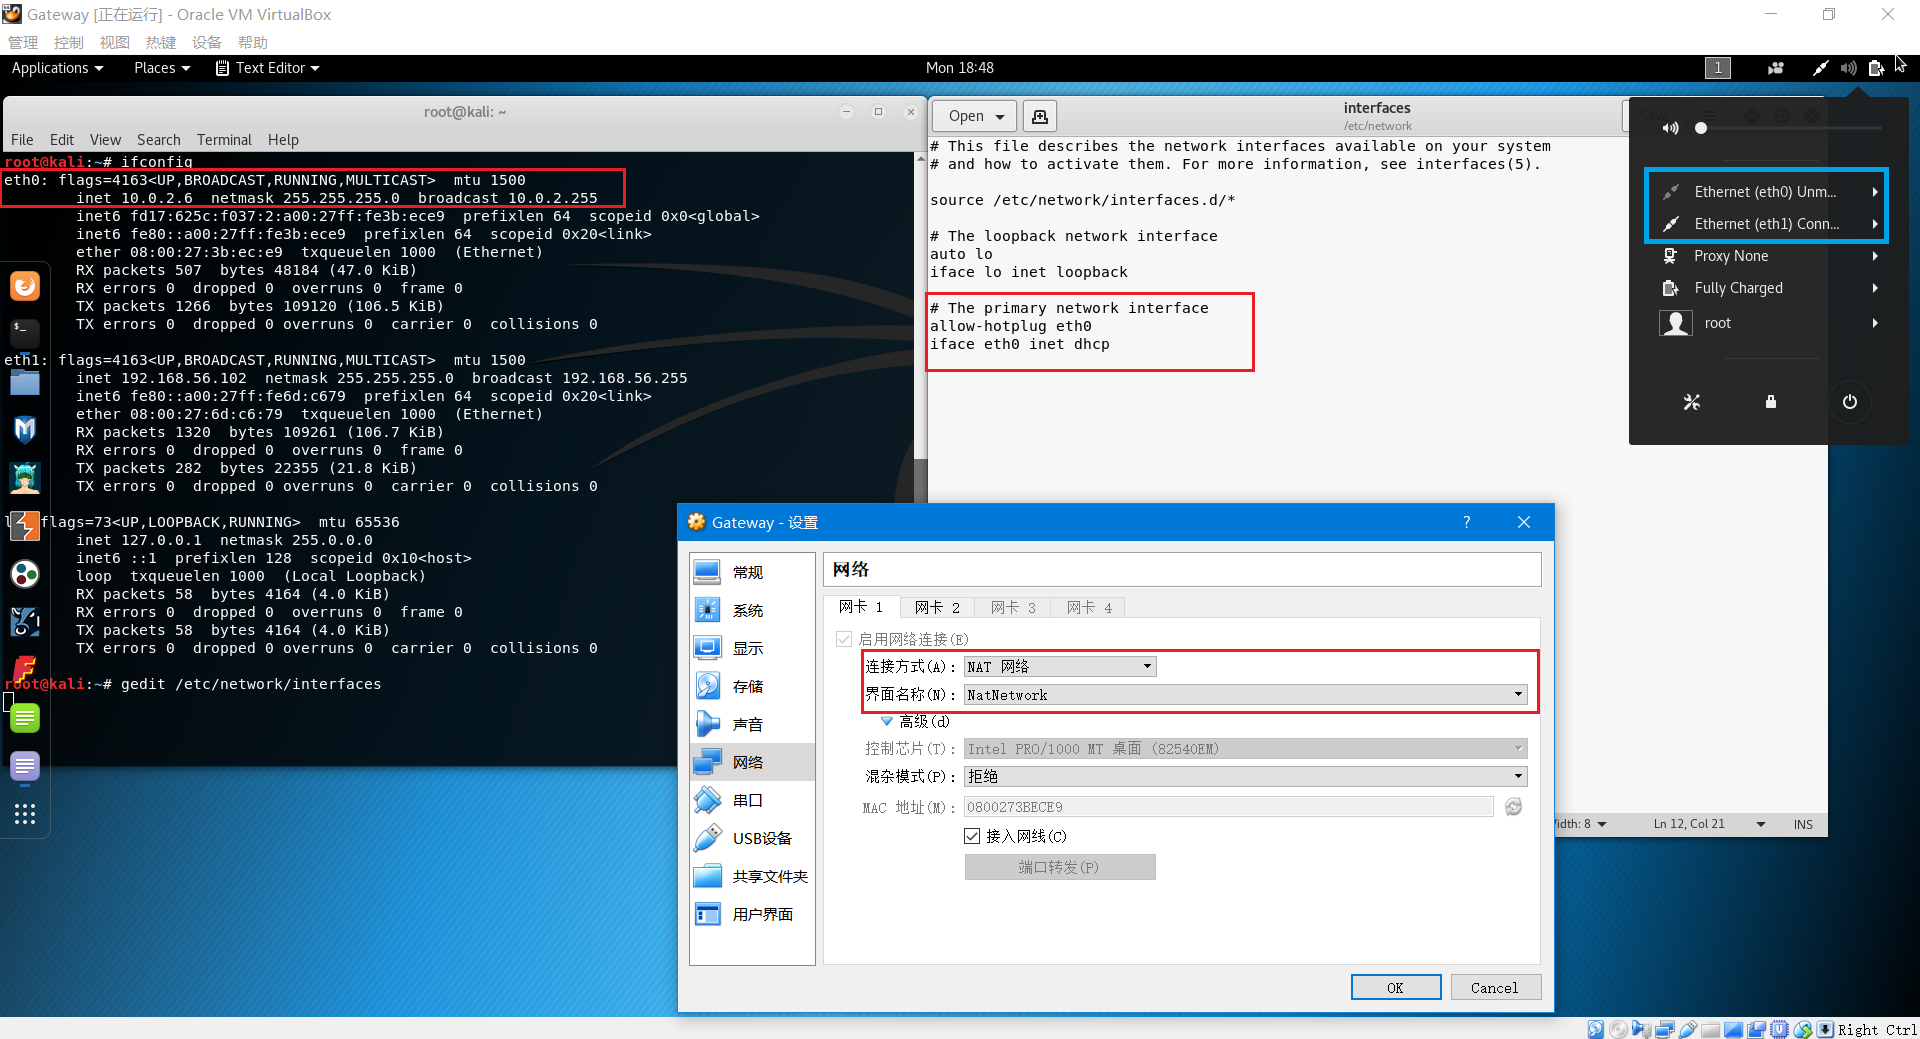 Gateway [正在运行] - Oracle VM VirtualBox
管理 控制 视图 热键 设备 帮助
Applications Places Text Editor Mon 18:48 1
root@kali: ~
File Edit View Search Terminal Help
root@kali:~# ifconfig
eth0: flags=4163<UP,BROADCAST,RUNNING,MULTICAST> mtu 1500
inet 10.0.2.6 netmask 255.255.255.0 broadcast 10.0.2.255
inet6 fd17:625c:f037:2:a00:27ff:fe3b:ece9 prefixlen 64 scopeid 0x0<global>
inet6 fe80::a00:27ff:fe3b:ece9 prefixlen 64 scopeid 0x20<link>
ether 08:00:27:3b:ec:e9 txqueuelen 1000 (Ethernet)
RX packets 507 bytes 48184 (47.0 KiB)
RX errors 0 dropped 0 overruns 0 frame 0
TX packets 1266 bytes 109120 (106.5 KiB)
TX errors 0 dropped 0 overruns 0 carrier 0 collisions 0
eth1: flags=4163<UP,BROADCAST,RUNNING,MULTICAST> mtu 1500
inet 192.168.56.102 netmask 255.255.255.0 broadcast 192.168.56.255
inet6 fe80::a00:27ff:fe6d:c679 prefixlen 64 scopeid 0x20<link>
ether 08:00:27:6d:c6:79 txqueuelen 1000 (Ethernet)
RX packets 1320 bytes 109261 (106.7 KiB)
RX errors 0 dropped 0 overruns 0 frame 0
TX packets 282 bytes 22355 (21.8 KiB)
TX errors 0 dropped 0 overruns 0 carrier 0 collisions 0
flags=73<UP,LOOPBACK,RUNNING> mtu 65536
inet 127.0.0.1 netmask 255.0.0.0
inet6 ::1 prefixlen 128 scopeid 0x10<host>
loop txqueuelen 1000 (Local Loopback)
RX packets 58 bytes 4164 (4.0 KiB)
RX errors 0 dropped 0 overruns 0 frame 0
TX packets 58 bytes 4164 (4.0 KiB)
TX errors 0 dropped 0 overruns 0 carrier 0 collisions 0
root@kali:~# gedit /etc/network/interfaces
Open
interfaces
/etc/network
Save
# This file describes the network interfaces available on your system
# and how to activate them. For more information, see interfaces(5).
source /etc/network/interfaces.d/*
# The loopback network interface
auto lo
iface lo inet loopback
# The primary network interface
allow-hotplug eth0
iface eth0 inet dhcp
idth: 8 Ln 12, Col 21 INS
Ethernet (eth0) Unm...
Ethernet (eth1) Conn...
Proxy None
Fully Charged
root
Gateway - 设置
?
常规
系统
显示
存储
声音
网络
串口
USB设备
共享文件夹
用户界面
网络
网卡 1 网卡 2 网卡 3 网卡 4
启用网络连接(E)
连接方式(A): NAT 网络
界面名称(N): NatNetwork
高级(d)
控制芯片(T): Intel PRO/1000 MT 桌面 (82540EM)
混杂模式(P): 拒绝
MAC 地址(M): 0800273BECE9
接入网线(C)
端口转发(P)
OK Cancel
Right Ctrl